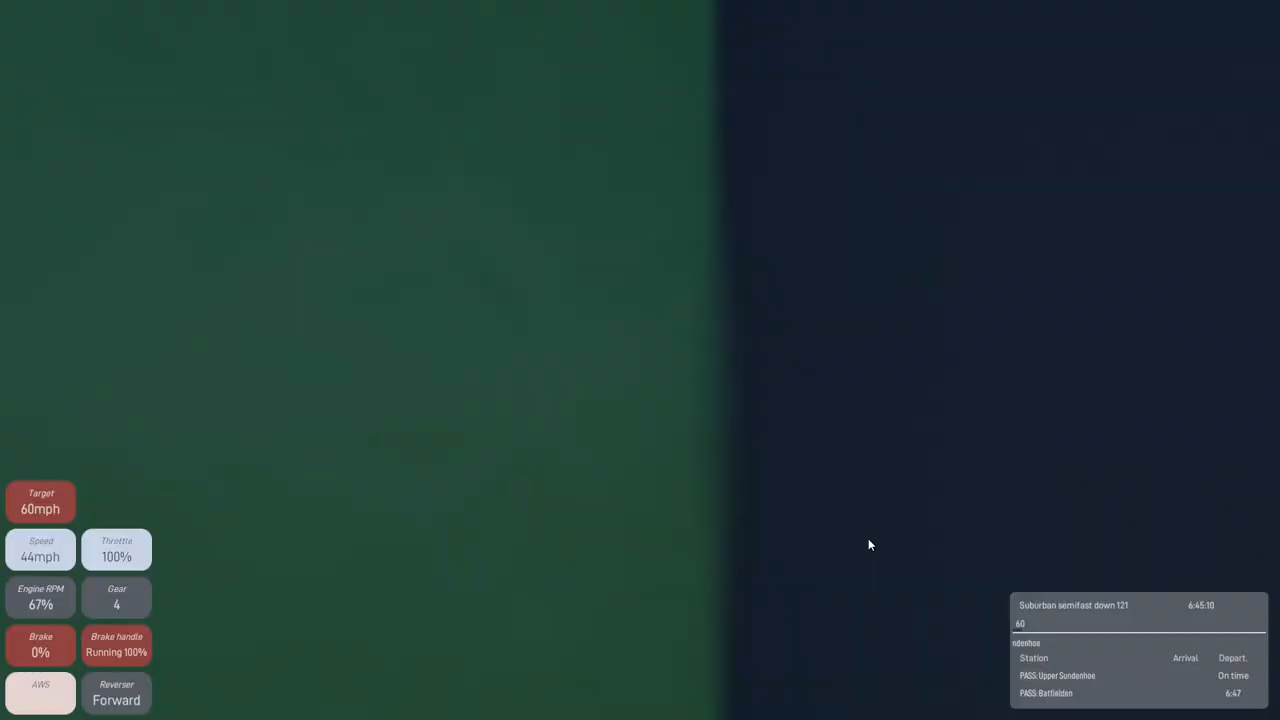 Target
60mph
Speed
44mph
Throttle
100%
Engine RPM
67%
Gear
4
Brake
0%
Brake handle
Running 100%
AWS
Reverser
Forward
Suburban semifast down 121 6:45:10
60
ndenhoe
Station Arrival Depart.
PASS: Upper Sundenhoe On time
PASS: Battleldon 6:47